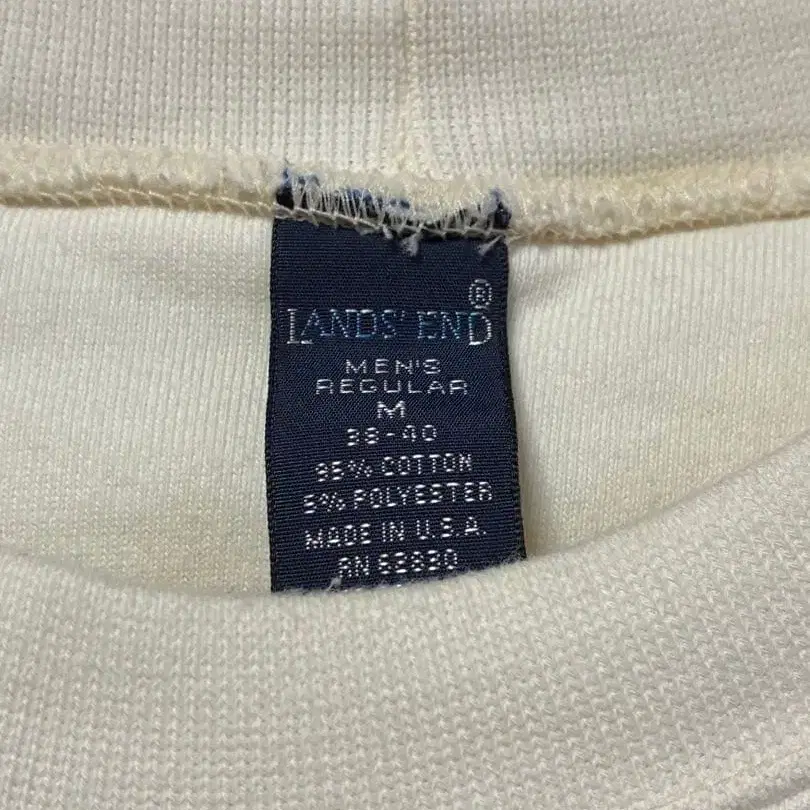 ®
LANDS' END
MEN'S
REGULAR
M
38-40
95% COTTON
5% POLYESTER
MADE IN U.S.A.
RN 62830